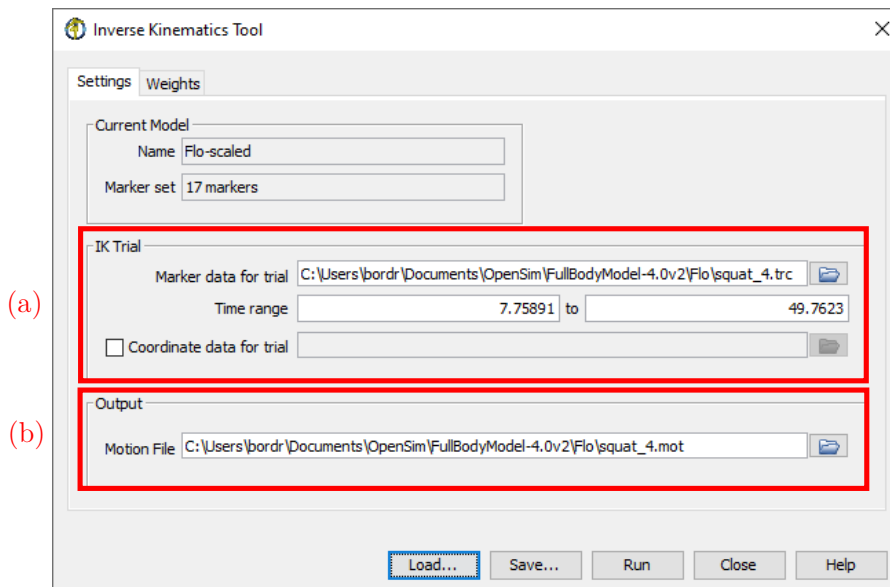 Inverse Kinematics Tool
Settings Weights
Current Model
Name Flo-scaled
Marker set 17 markers
IK Trial
Marker data for trial C:\Users\bordr\Documents\OpenSim\FullBodyModel-4.0v2\Flo\squat_4.trc
(a)
Time range 7.75891 to 49.7623
Coordinate data for trial
Output
(b)
Motion File C:\Users\bordr\Documents\OpenSim\FullBodyModel-4.0v2\Flo\squat_4.mot
Load... Save... Run Close Help